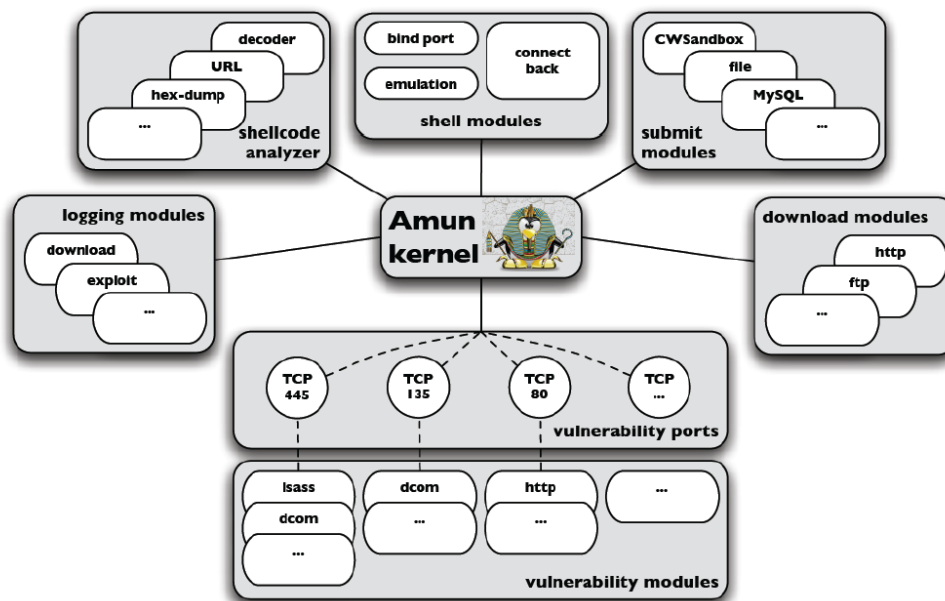 decoder
URL
hex-dump
...
shellcode
analyzer
bind port
emulation
connect
back
shell modules
CWSandbox
file
MySQL
...
submit
modules
logging modules
download
exploit
...
Amun
kernel
download modules
http
ftp
...
TCP
445
TCP
135
TCP
80
TCP
...
vulnerability ports
lsass
dcom
...
dcom
...
http
...
...
vulnerability modules